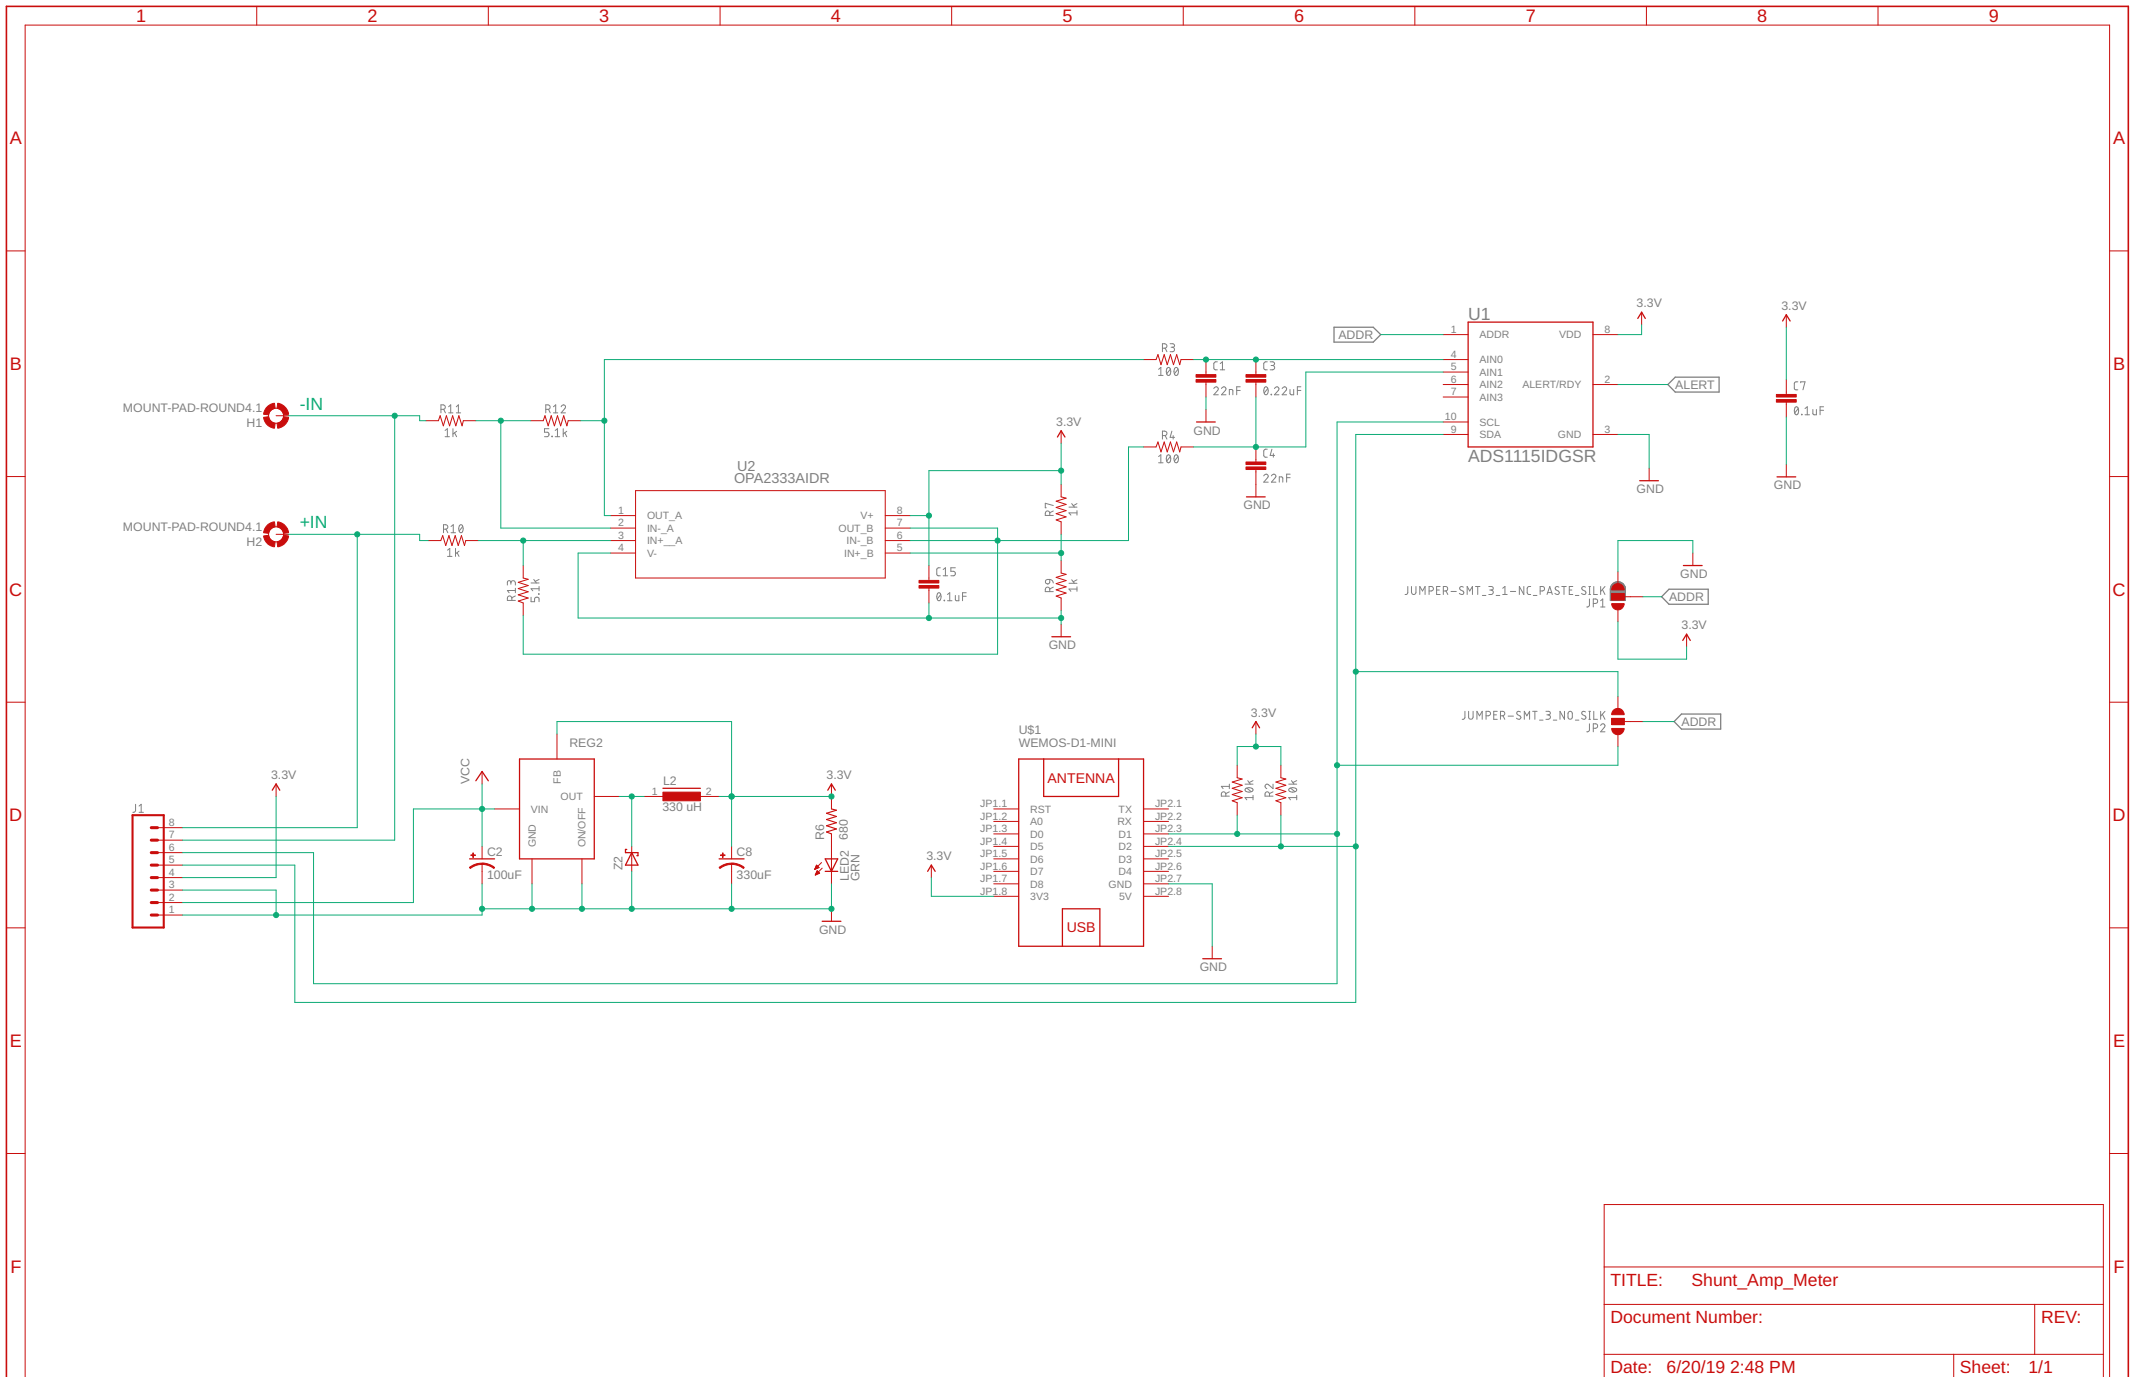 1 2 3 4 5 6 7 8 9
A A
B B
C C
D D
E E
F F
MOUNT-PAD-ROUND4.1
H1
-IN
R11
1k
R12
5.1k
MOUNT-PAD-ROUND4.1
H2
+IN
R10
1k
R13
5.1k
U2
OPA2333AIDR
1 OUT_A
2 IN-_A
3 IN+__A
4 V-
V+ 8
OUT_B 7
IN-_B 6
IN+_B 5
C15
0.1uF
3.3V
R7
1k
R9
1k
GND
R3
100
R4
100
C1
22nF
GND
C3
0.22uF
C4
22nF
GND
ADDR
U1
1 ADDR
4 AIN0
5 AIN1
6 AIN2
7 AIN3
10 SCL
9 SDA
VDD 8
ALERT/RDY 2
GND 3
ADS1115IDGSR
3.3V
ALERT
GND
3.3V
C7
0.1uF
GND
JUMPER-SMT_3_1-NC_PASTE_SILK
JP1
GND
ADDR
3.3V
JUMPER-SMT_3_NO_SILK
JP2
ADDR
J1
8
7
6
5
4
3
2
1
3.3V
VCC
C2
100uF
REG2
FB
VIN
OUT
GND
ON/OFF
Z2
L2
1 2
330 uH
C8
330uF
3.3V
R6
680
LED2
GRN
GND
3.3V
U$1
WEMOS-D1-MINI
ANTENNA
JP1.1 RST
JP1.2 A0
JP1.3 D0
JP1.4 D5
JP1.5 D6
JP1.6 D7
JP1.7 D8
JP1.8 3V3
TX JP2.1
RX JP2.2
D1 JP2.3
D2 JP2.4
D3 JP2.5
D4 JP2.6
GND JP2.7
5V JP2.8
USB
GND
3.3V
R1
10k
R2
10k
TITLE: Shunt_Amp_Meter
Document Number:
REV:
Date: 6/20/19 2:48 PM
Sheet: 1/1